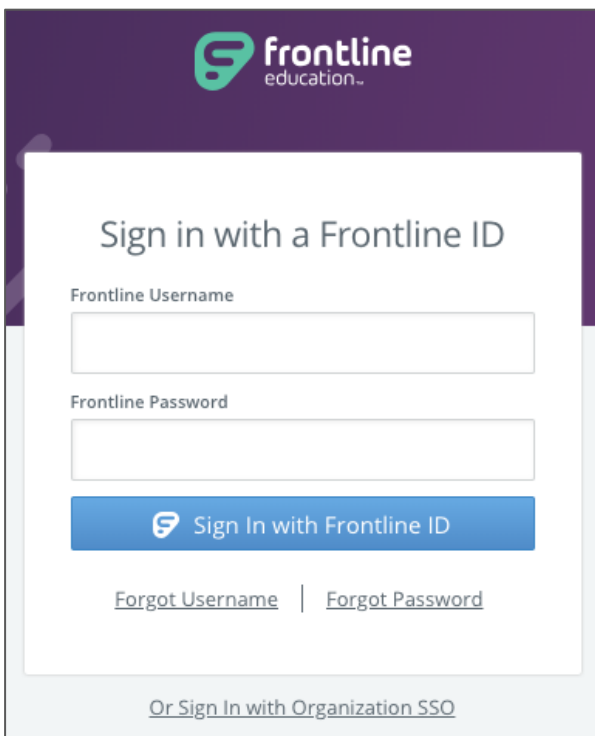 frontline
education™
Sign in with a Frontline ID
Frontline Username
Frontline Password
Sign In with Frontline ID
Forgot Username | Forgot Password
Or Sign In with Organization SSO